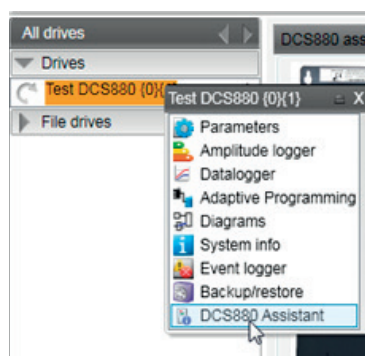 All drives
DCS880 ass
Drives
Test DCS880 {0}{
Test DCS880 {0}{1}
X
File drives
Parameters
Amplitude logger
Datalogger
Adaptive Programming
Diagrams
System info
Event logger
Backup/restore
DCS880 Assistant